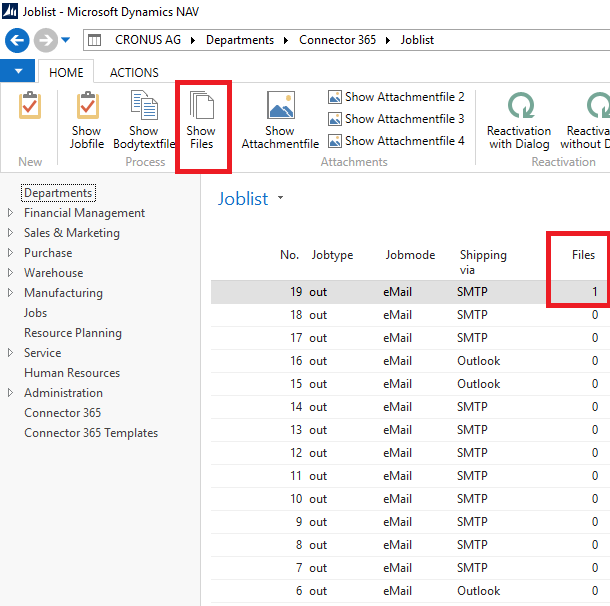 Joblist - Microsoft Dynamics NAV
CRONUS AG ▸ Departments ▸ Connector 365 ▸ Joblist
HOME ACTIONS
Show Jobfile
Show Bodytextfile
Show Files
Show Attachmentfile
Show Attachmentfile 2
Show Attachmentfile 3
Show Attachmentfile 4
Reactivation with Dialog
Reactiva without D
New Process Attachments Reactivation
Departments
Financial Management
Sales & Marketing
Purchase
Warehouse
Manufacturing
Jobs
Resource Planning
Service
Human Resources
Administration
Connector 365
Connector 365 Templates
Joblist
No. Jobtype Jobmode Shipping via Files
19 out eMail SMTP 1
18 out eMail SMTP 0
17 out eMail SMTP 0
16 out eMail Outlook 0
15 out eMail Outlook 0
14 out eMail SMTP 0
13 out eMail SMTP 0
12 out eMail SMTP 0
11 out eMail SMTP 0
10 out eMail SMTP 0
9 out eMail SMTP 0
8 out eMail SMTP 0
7 out eMail SMTP 0
6 out eMail Outlook 0